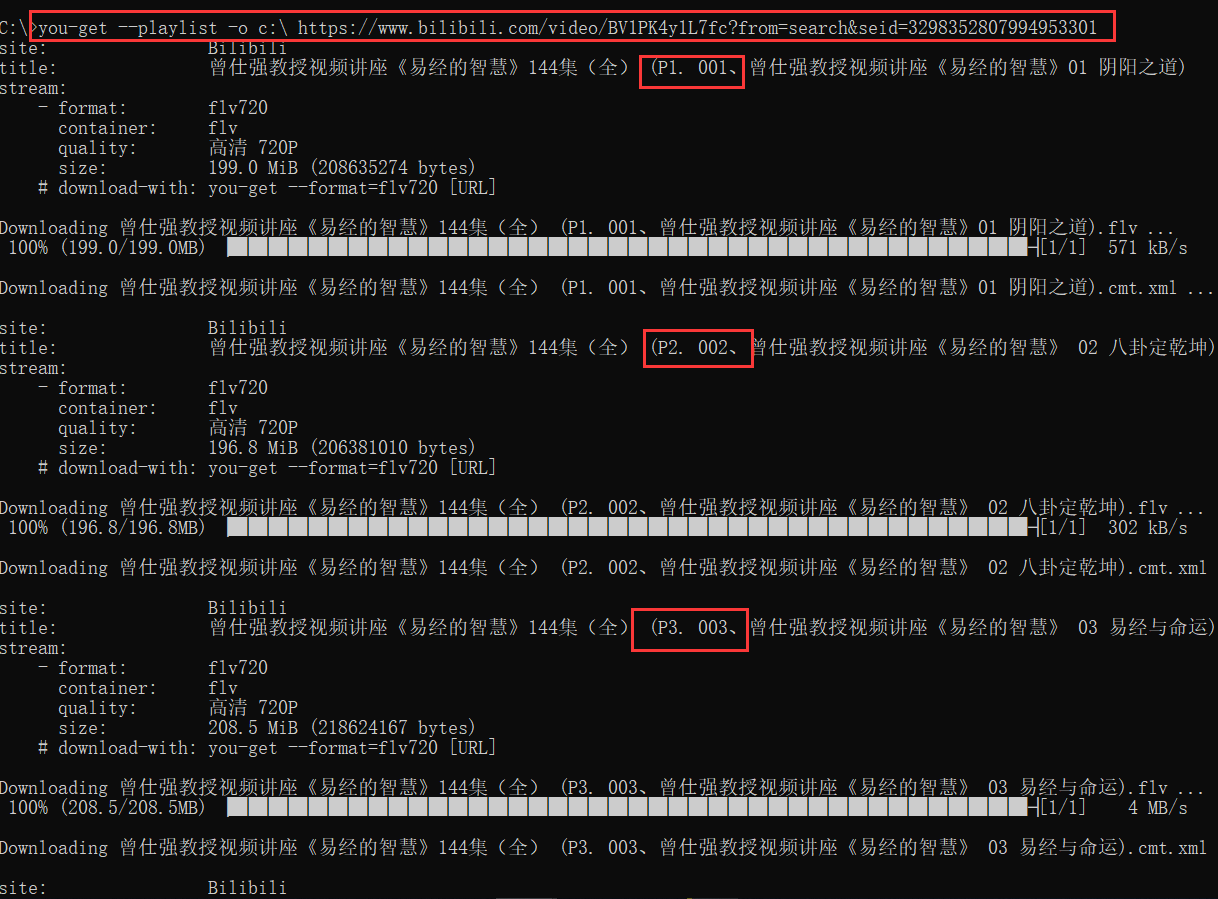 C:\>you-get --playlist -o c:\ https://www.bilibili.com/video/BV1PK4y1L7fc?from=search&seid=3298352807994953301
site: Bilibili
title: 曾仕强教授视频讲座《易经的智慧》144集（全） (P1. 001、曾仕强教授视频讲座《易经的智慧》01 阴阳之道)
stream:
- format: flv720
container: flv
quality: 高清 720P
size: 199.0 MiB (208635274 bytes)
# download-with: you-get --format=flv720 [URL]
Downloading 曾仕强教授视频讲座《易经的智慧》144集（全） (P1. 001、曾仕强教授视频讲座《易经的智慧》01 阴阳之道).flv ...
100% (199.0/199.0MB) ├████████████████████████████████████████┤[1/1] 571 kB/s
Downloading 曾仕强教授视频讲座《易经的智慧》144集（全） (P1. 001、曾仕强教授视频讲座《易经的智慧》01 阴阳之道).cmt.xml ...
site: Bilibili
title: 曾仕强教授视频讲座《易经的智慧》144集（全） (P2. 002、曾仕强教授视频讲座《易经的智慧》 02 八卦定乾坤)
stream:
- format: flv720
container: flv
quality: 高清 720P
size: 196.8 MiB (206381010 bytes)
# download-with: you-get --format=flv720 [URL]
Downloading 曾仕强教授视频讲座《易经的智慧》144集（全） (P2. 002、曾仕强教授视频讲座《易经的智慧》 02 八卦定乾坤).flv ...
100% (196.8/196.8MB) ├████████████████████████████████████████┤[1/1] 302 kB/s
Downloading 曾仕强教授视频讲座《易经的智慧》144集（全） (P2. 002、曾仕强教授视频讲座《易经的智慧》 02 八卦定乾坤).cmt.xml
site: Bilibili
title: 曾仕强教授视频讲座《易经的智慧》144集（全） (P3. 003、曾仕强教授视频讲座《易经的智慧》 03 易经与命运)
stream:
- format: flv720
container: flv
quality: 高清 720P
size: 208.5 MiB (218624167 bytes)
# download-with: you-get --format=flv720 [URL]
Downloading 曾仕强教授视频讲座《易经的智慧》144集（全） (P3. 003、曾仕强教授视频讲座《易经的智慧》 03 易经与命运).flv ...
100% (208.5/208.5MB) ├████████████████████████████████████████┤[1/1] 4 MB/s
Downloading 曾仕强教授视频讲座《易经的智慧》144集（全） (P3. 003、曾仕强教授视频讲座《易经的智慧》 03 易经与命运).cmt.xml
site: Bilibili